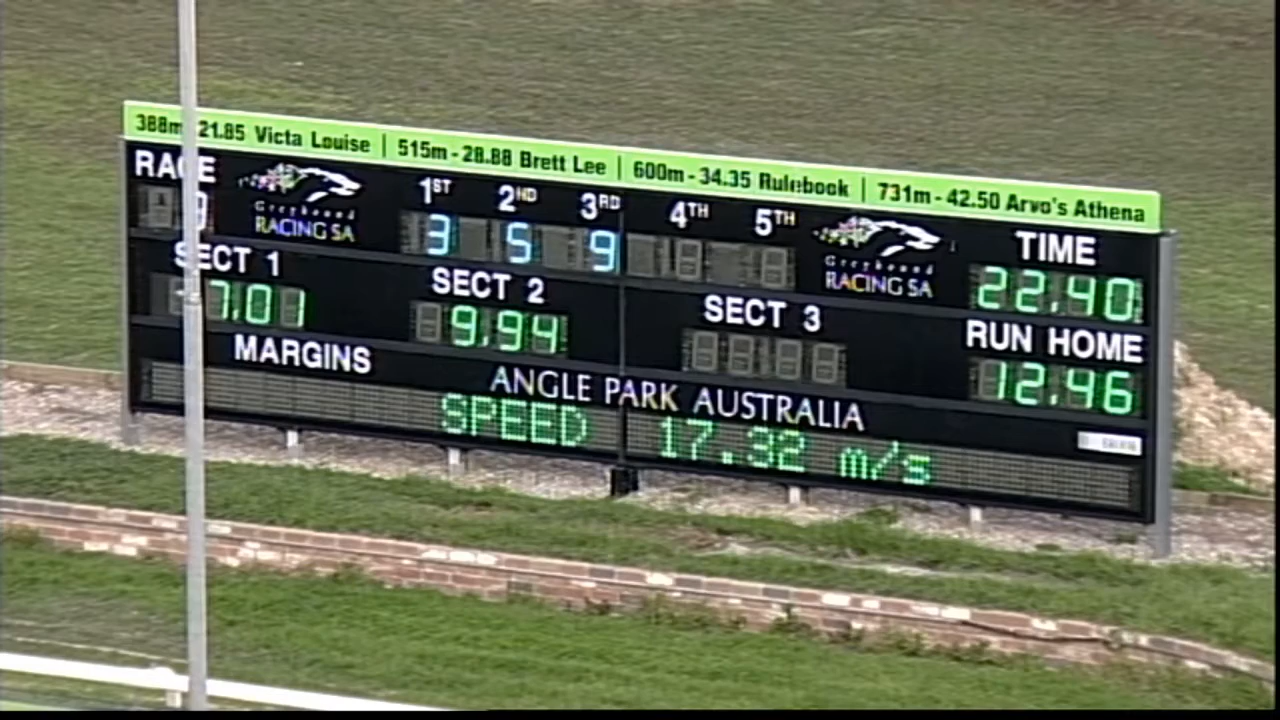 388m 21.85 Victa Louise | 515m - 28.88 Brett Lee | 600m - 34.35 Rulebook | 731m - 42.50 Arvo's Athena
RACE 1ST 2ND 3RD 4TH 5TH TIME
Greyhound RACING SA 3 5 9 Greyhound RACING SA 22.40
SECT 1 SECT 2 SECT 3 RUN HOME
7.01 9.94 12.46
MARGINS ANGLE PARK AUSTRALIA
SPEED 17.32 m/s